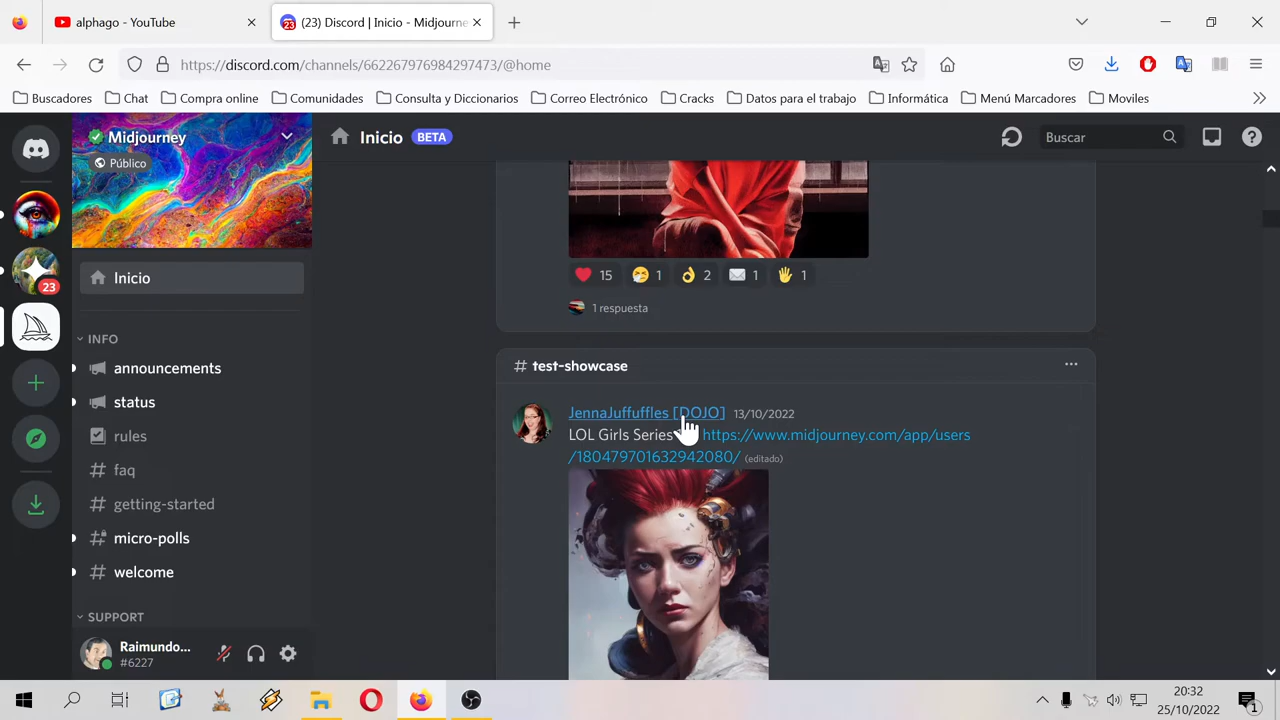 alphago - YouTube
(23) Discord | Inicio - Midjourne
23
https://discord.com/channels/662267976984297473/@home
Buscadores
Chat
Compra online
Comunidades
Consulta y Diccionarios
Correo Electrónico
Cracks
Datos para el trabajo
Informática
Menú Marcadores
Moviles
Midjourney
Público
Inicio
BETA
Buscar
23
Inicio
INFO
announcements
status
rules
faq
getting-started
micro-polls
welcome
SUPPORT
Raimundo...
#6227
15
1
2
1
1
1 respuesta
test-showcase
JennaJuffuffles [DOJO] 13/10/2022
LOL Girls Series https://www.midjourney.com/app/users
/180479701632942080/ (editado)
20:32
25/10/2022
1